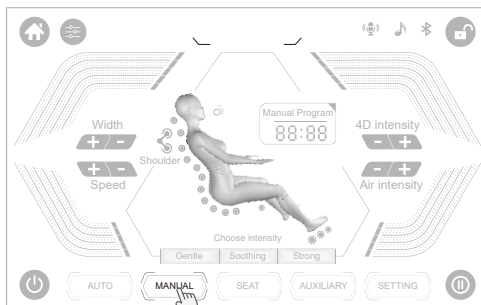 Manual Program
88:88
Width
4D intensity
Shoulder
Speed
Air intensity
Choose intensity
Gentle Soothing Strong
AUTO MANUAL SEAT AUXILIARY SETTING